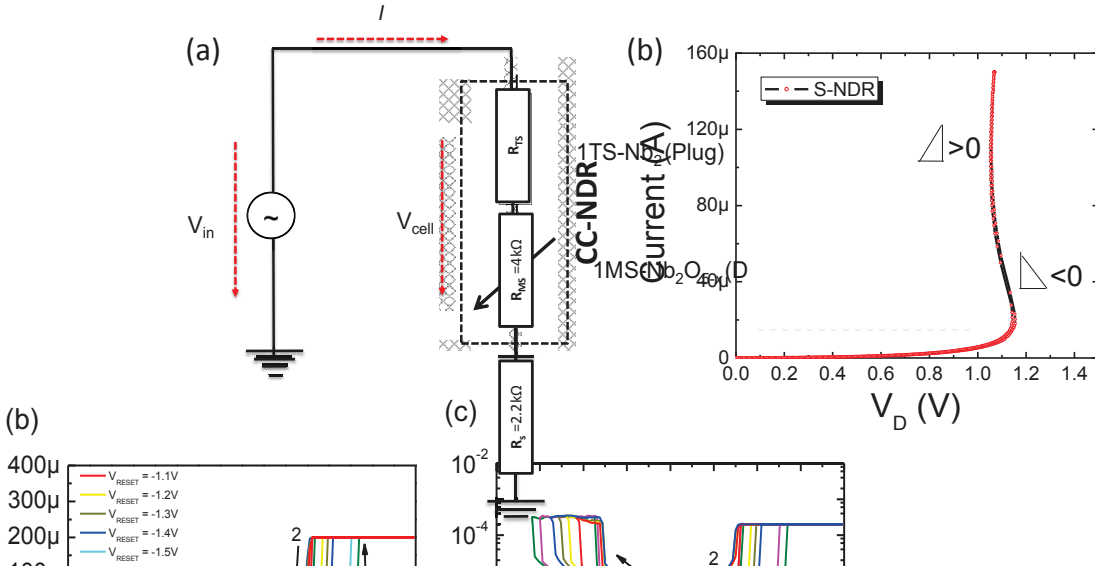 I
(a)
V_in
~
V_cell
R_TS
R_MS =4kΩ
R_s =2.2kΩ
CC-NDR
1TS-Nb_2(Plug)
(b)
160µ
120µ
80µ
40µ
0
Current (A)
S-NDR
>0
<0
0.0 0.2 0.4 0.6 0.8 1.0 1.2 1.4
V_D (V)
(b)
400µ
300µ
200µ
V_RESET = -1.1V
V_RESET = -1.2V
V_RESET = -1.3V
V_RESET = -1.4V
V_RESET = -1.5V
2
(c)
10^-2
10^-4
2